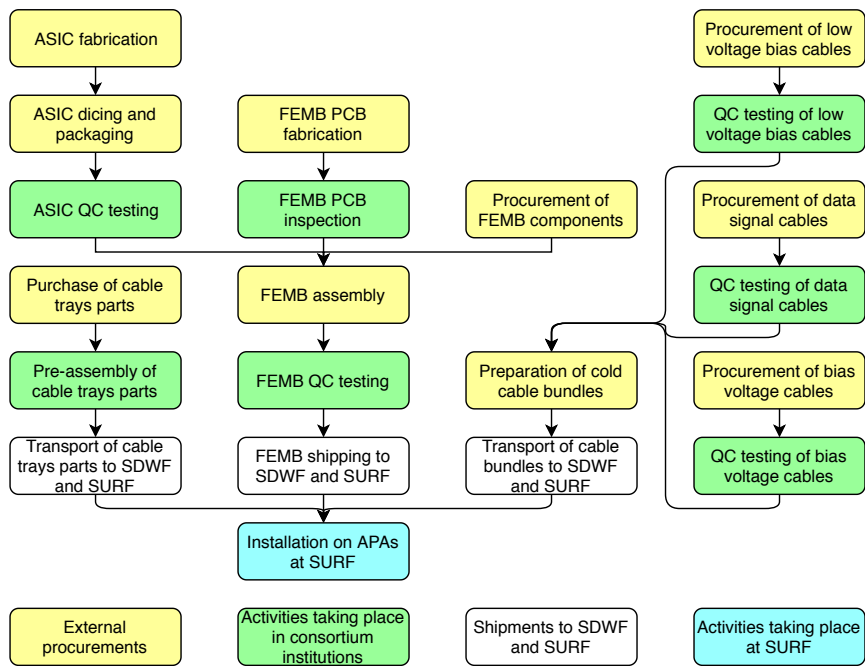 ASIC fabrication
Procurement of low
voltage bias cables
ASIC dicing and
packaging
FEMB PCB
fabrication
QC testing of low
voltage bias cables
ASIC QC testing
FEMB PCB
inspection
Procurement of
FEMB components
Procurement of data
signal cables
Purchase of cable
trays parts
FEMB assembly
QC testing of data
signal cables
Pre-assembly of
cable trays parts
FEMB QC testing
Preparation of cold
cable bundles
Procurement of bias
voltage cables
Transport of cable
trays parts to SDWF
and SURF
FEMB shipping to
SDWF and SURF
Transport of cable
bundles to SDWF
and SURF
QC testing of bias
voltage cables
Installation on APAs
at SURF
External
procurements
Activities taking place
in consortium
institutions
Shipments to SDWF
and SURF
Activities taking place
at SURF